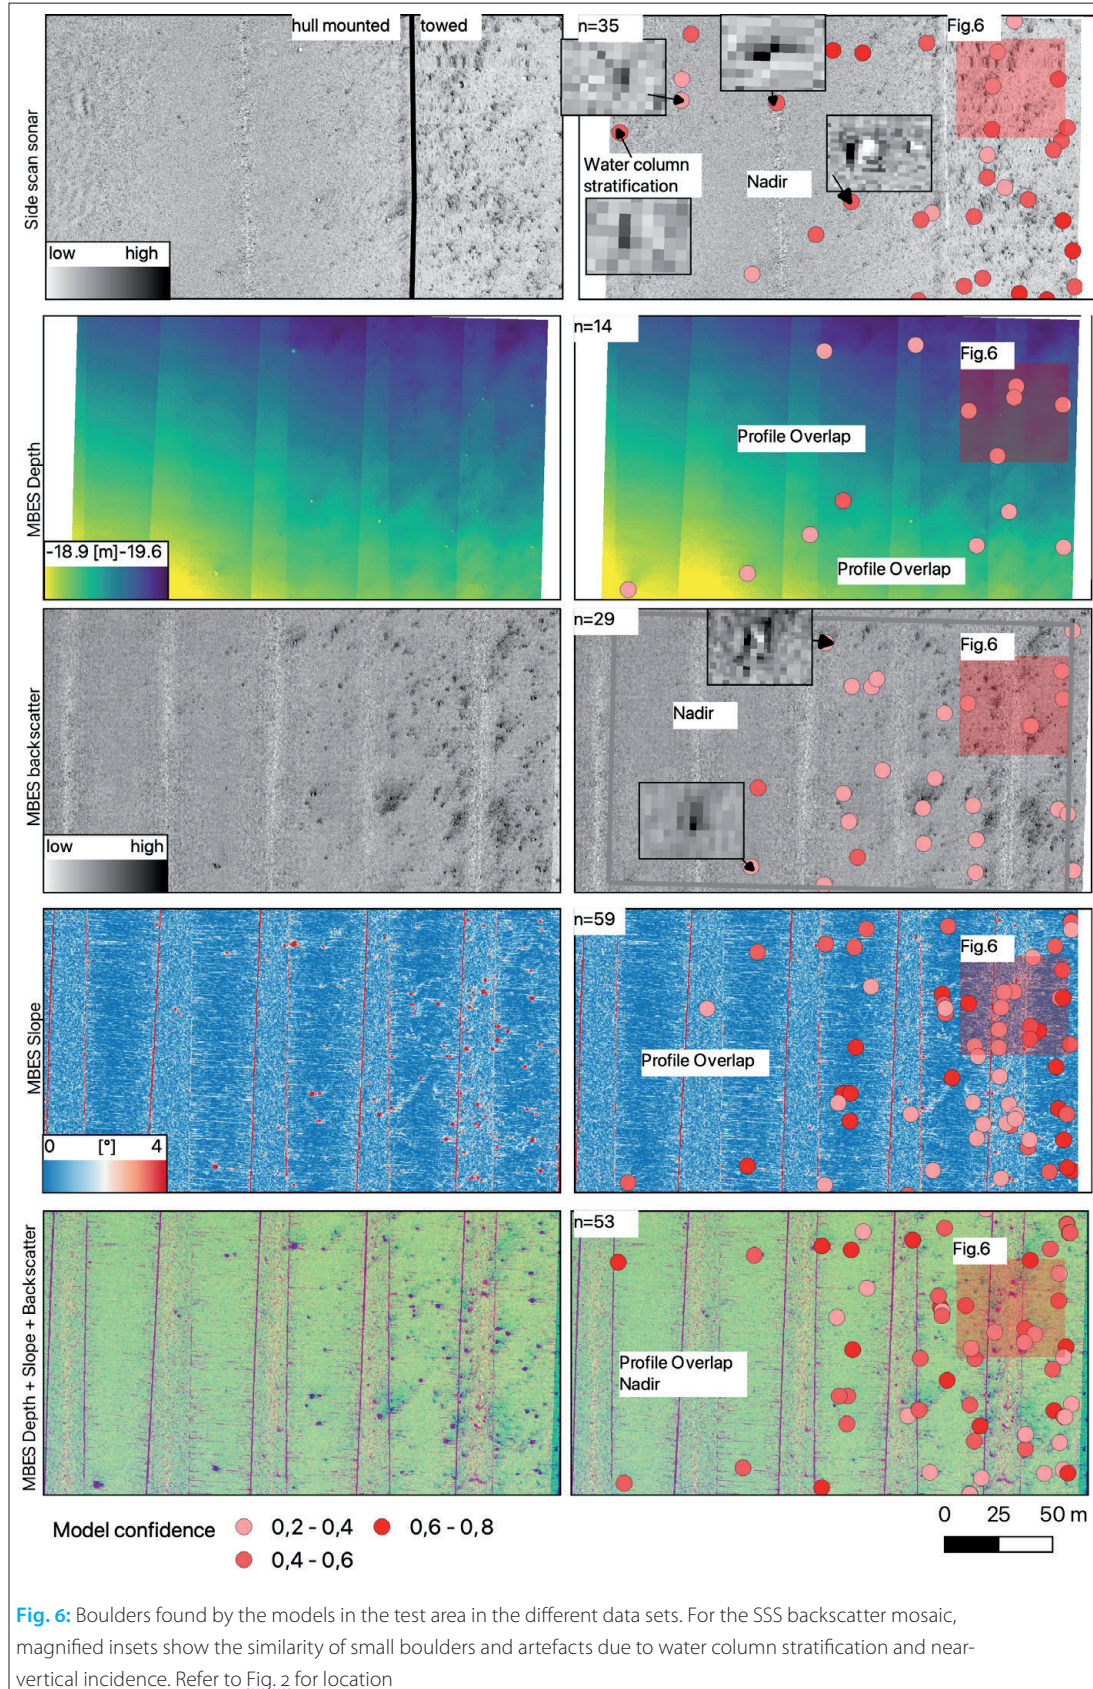 hull mounted
towed
n=35
Fig.6
Water column
stratification
Nadir
Side scan sonar
low high
n=14
Fig.6
Profile Overlap
Profile Overlap
MBES Depth
-18.9 [m]-19.6
n=29
Fig.6
Nadir
MBES backscatter
low high
n=59
Fig.6
Profile Overlap
MBES Slope
0 [°] 4
n=53
Fig.6
Profile Overlap
Nadir
MBES Depth + Slope + Backscatter
Model confidence
0,2 - 0,4
0,6 - 0,8
0,4 - 0,6
0 25 50 m
Fig. 6: Boulders found by the models in the test area in the different data sets. For the SSS backscatter mosaic,
magnified insets show the similarity of small boulders and artefacts due to water column stratification and near-
vertical incidence. Refer to Fig. 2 for location